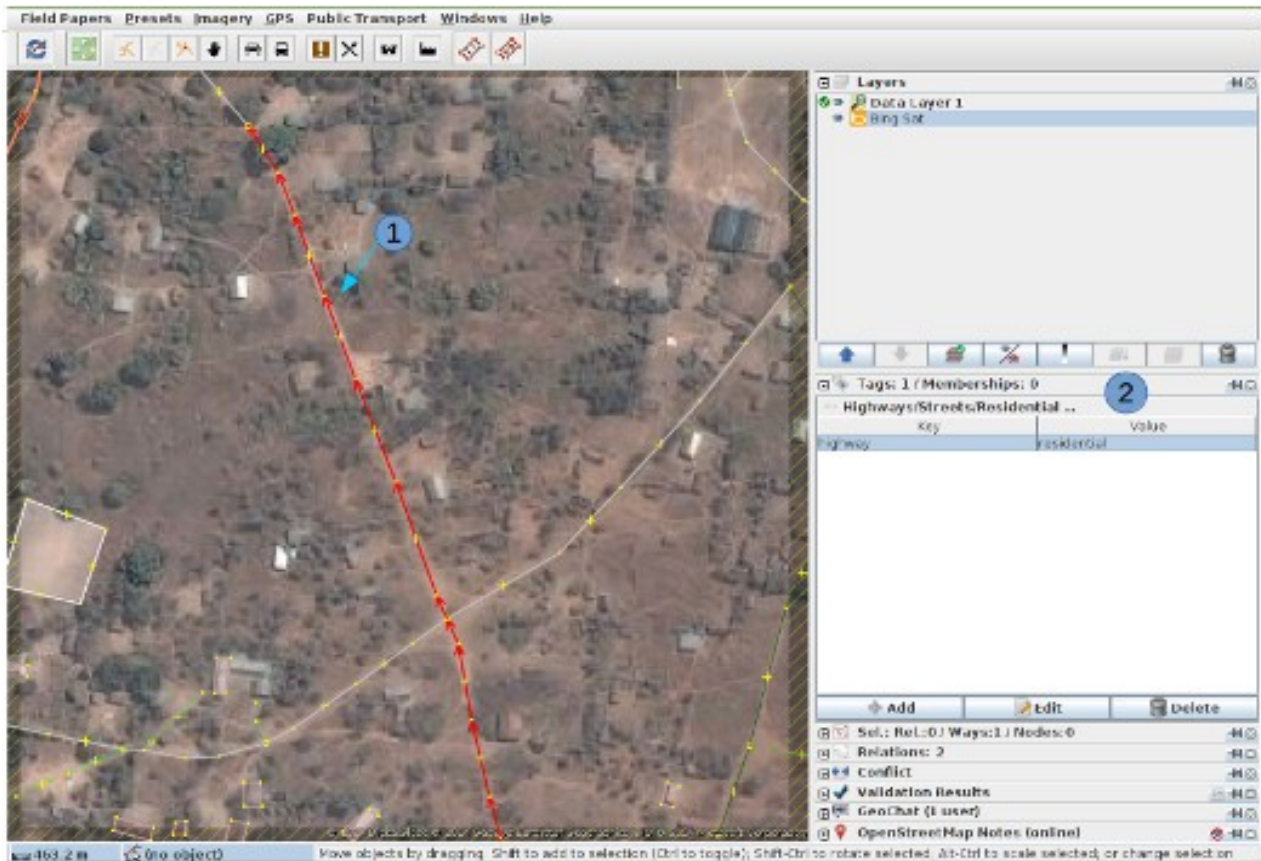 Field Papers Presets Imagery GPS Public Transport Windows Help
Layers
Data Layer 1
Bing Sat
1
Tags: 1 / Memberships: 0
2
Highways/Streets/Residential ...
Key Value
highway residential
Add Edit Delete
Sel.: Rel.:0 / Ways:1 / Nodes:0
Relations: 2
Conflict
Validation Results
GeoChat (1 user)
OpenStreetMap Notes (online)
463.2 m (no object) Move objects by dragging; Shift to add to selection (Ctrl to toggle); Shift-Ctrl to rotate selected; Alt-Ctrl to scale selected; or change selection